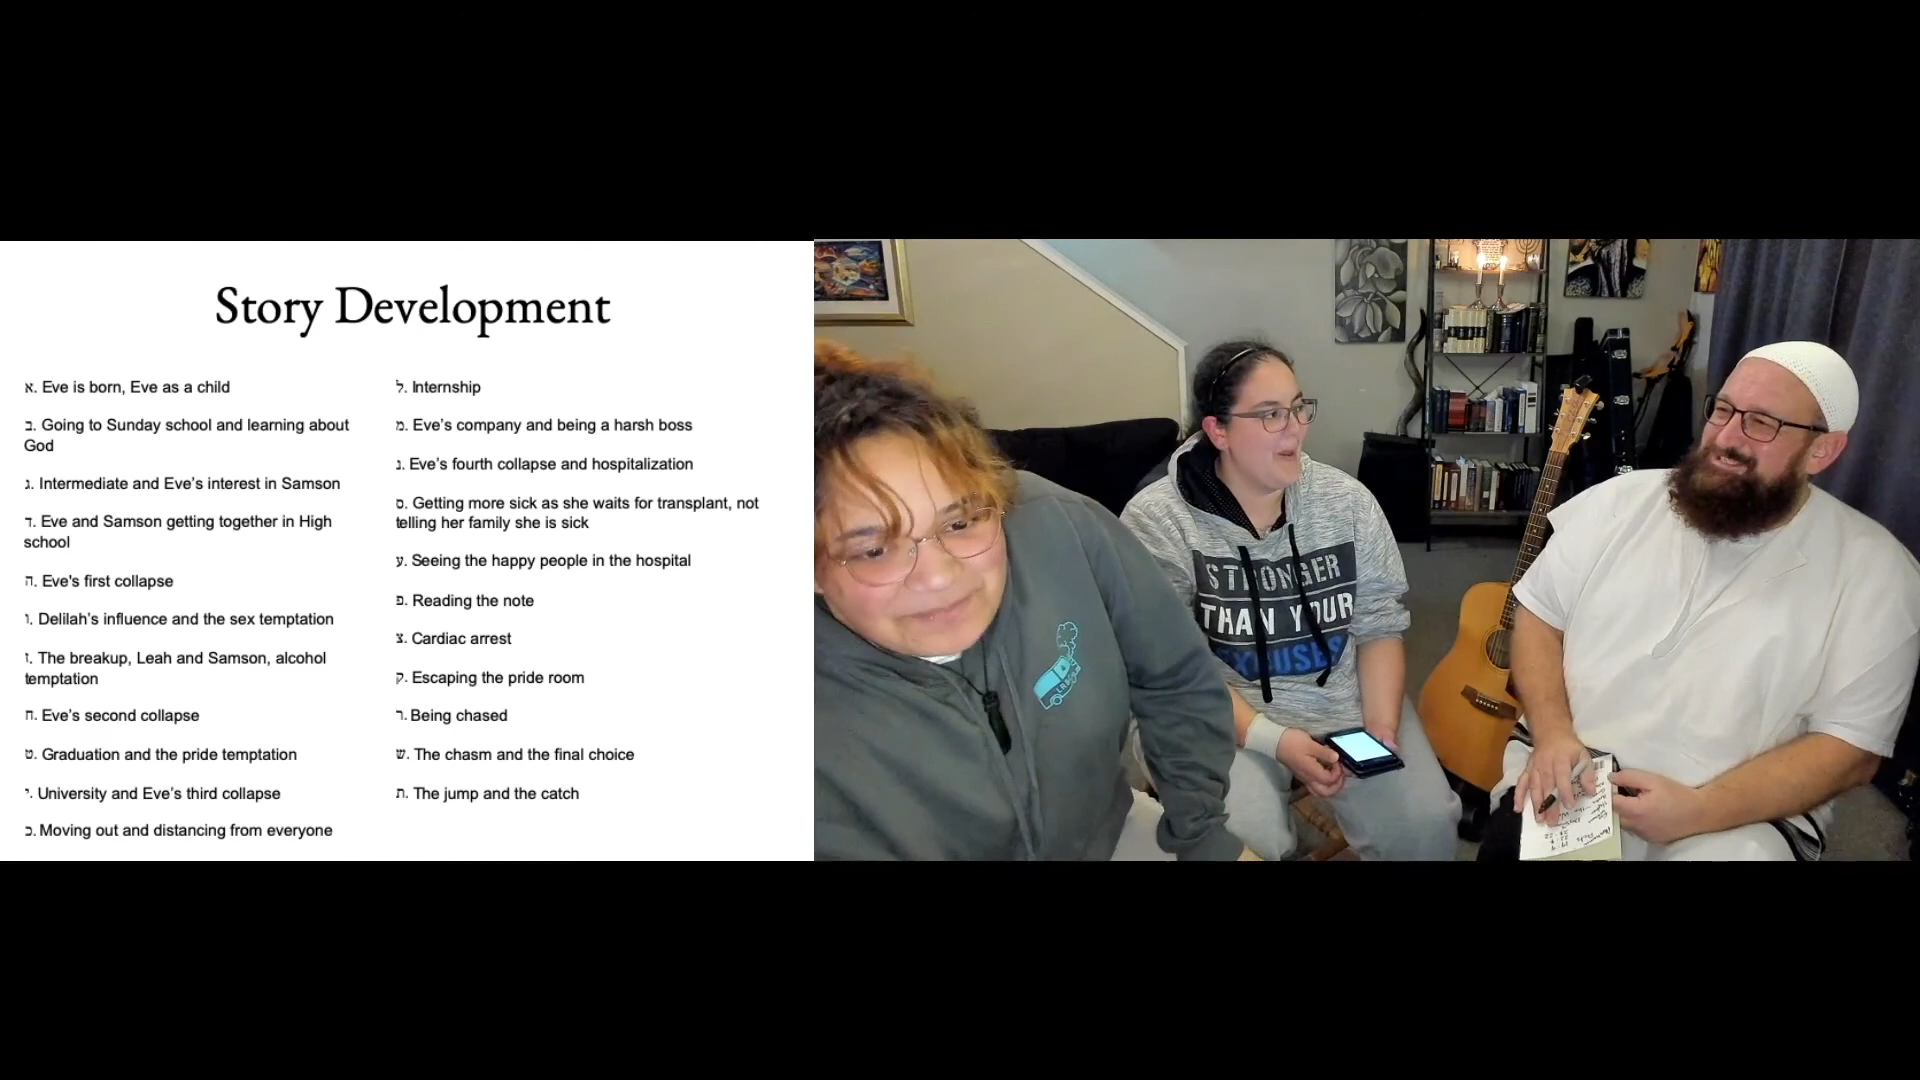 Story Development
א. Eve is born, Eve as a child
ב. Going to Sunday school and learning about
God
ג. Intermediate and Eve's interest in Samson
ד. Eve and Samson getting together in High
school
ה. Eve's first collapse
ו. Delilah's influence and the sex temptation
ז. The breakup, Leah and Samson, alcohol
temptation
ח. Eve's second collapse
ט. Graduation and the pride temptation
י. University and Eve's third collapse
כ. Moving out and distancing from everyone
ל. Internship
מ. Eve's company and being a harsh boss
נ. Eve's fourth collapse and hospitalization
ס. Getting more sick as she waits for transplant, not
telling her family she is sick
ע. Seeing the happy people in the hospital
פ. Reading the note
צ. Cardiac arrest
ק. Escaping the pride room
ר. Being chased
ש. The chasm and the final choice
ת. The jump and the catch
STRONGER
THAN YOUR
EXCUSES